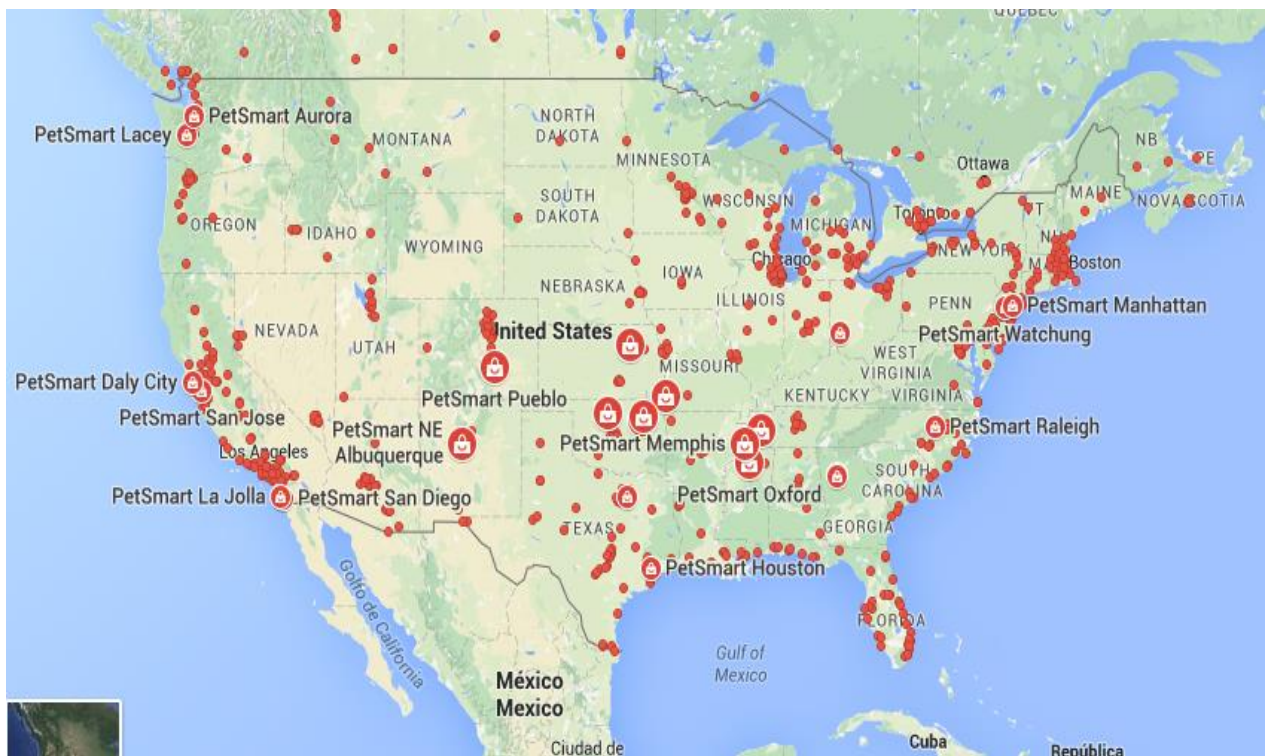 QUEBEC
NORTH
DAKOTA
MONTANA
MINNESOTA
Ottawa
NB
PE
PetSmart Aurora
PetSmart Lacey
SOUTH
DAKOTA
WISCONSIN
MICHIGAN
Toronto
MAINE
NOVA SCOTIA
VT
NH
OREGON
IDAHO
WYOMING
Chicago
NEW YORK
MA
Boston
IOWA
NEBRASKA
ILLINOIS
PENN
PetSmart Manhattan
NEVADA
UTAH
United States
PetSmart Watchung
MISSOURI
WEST
VIRGINIA
KENTUCKY
VIRGINIA
PetSmart Daly City
PetSmart Pueblo
PetSmart San Jose
PetSmart NE
Albuquerque
PetSmart Memphis
PetSmart Raleigh
Los Angeles
PetSmart La Jolla
PetSmart San Diego
PetSmart Oxford
SOUTH
CAROLINA
TEXAS
GEORGIA
PetSmart Houston
Golfo de California
FLORIDA
Gulf of
Mexico
México
Mexico
Ciudad de
Cuba
República